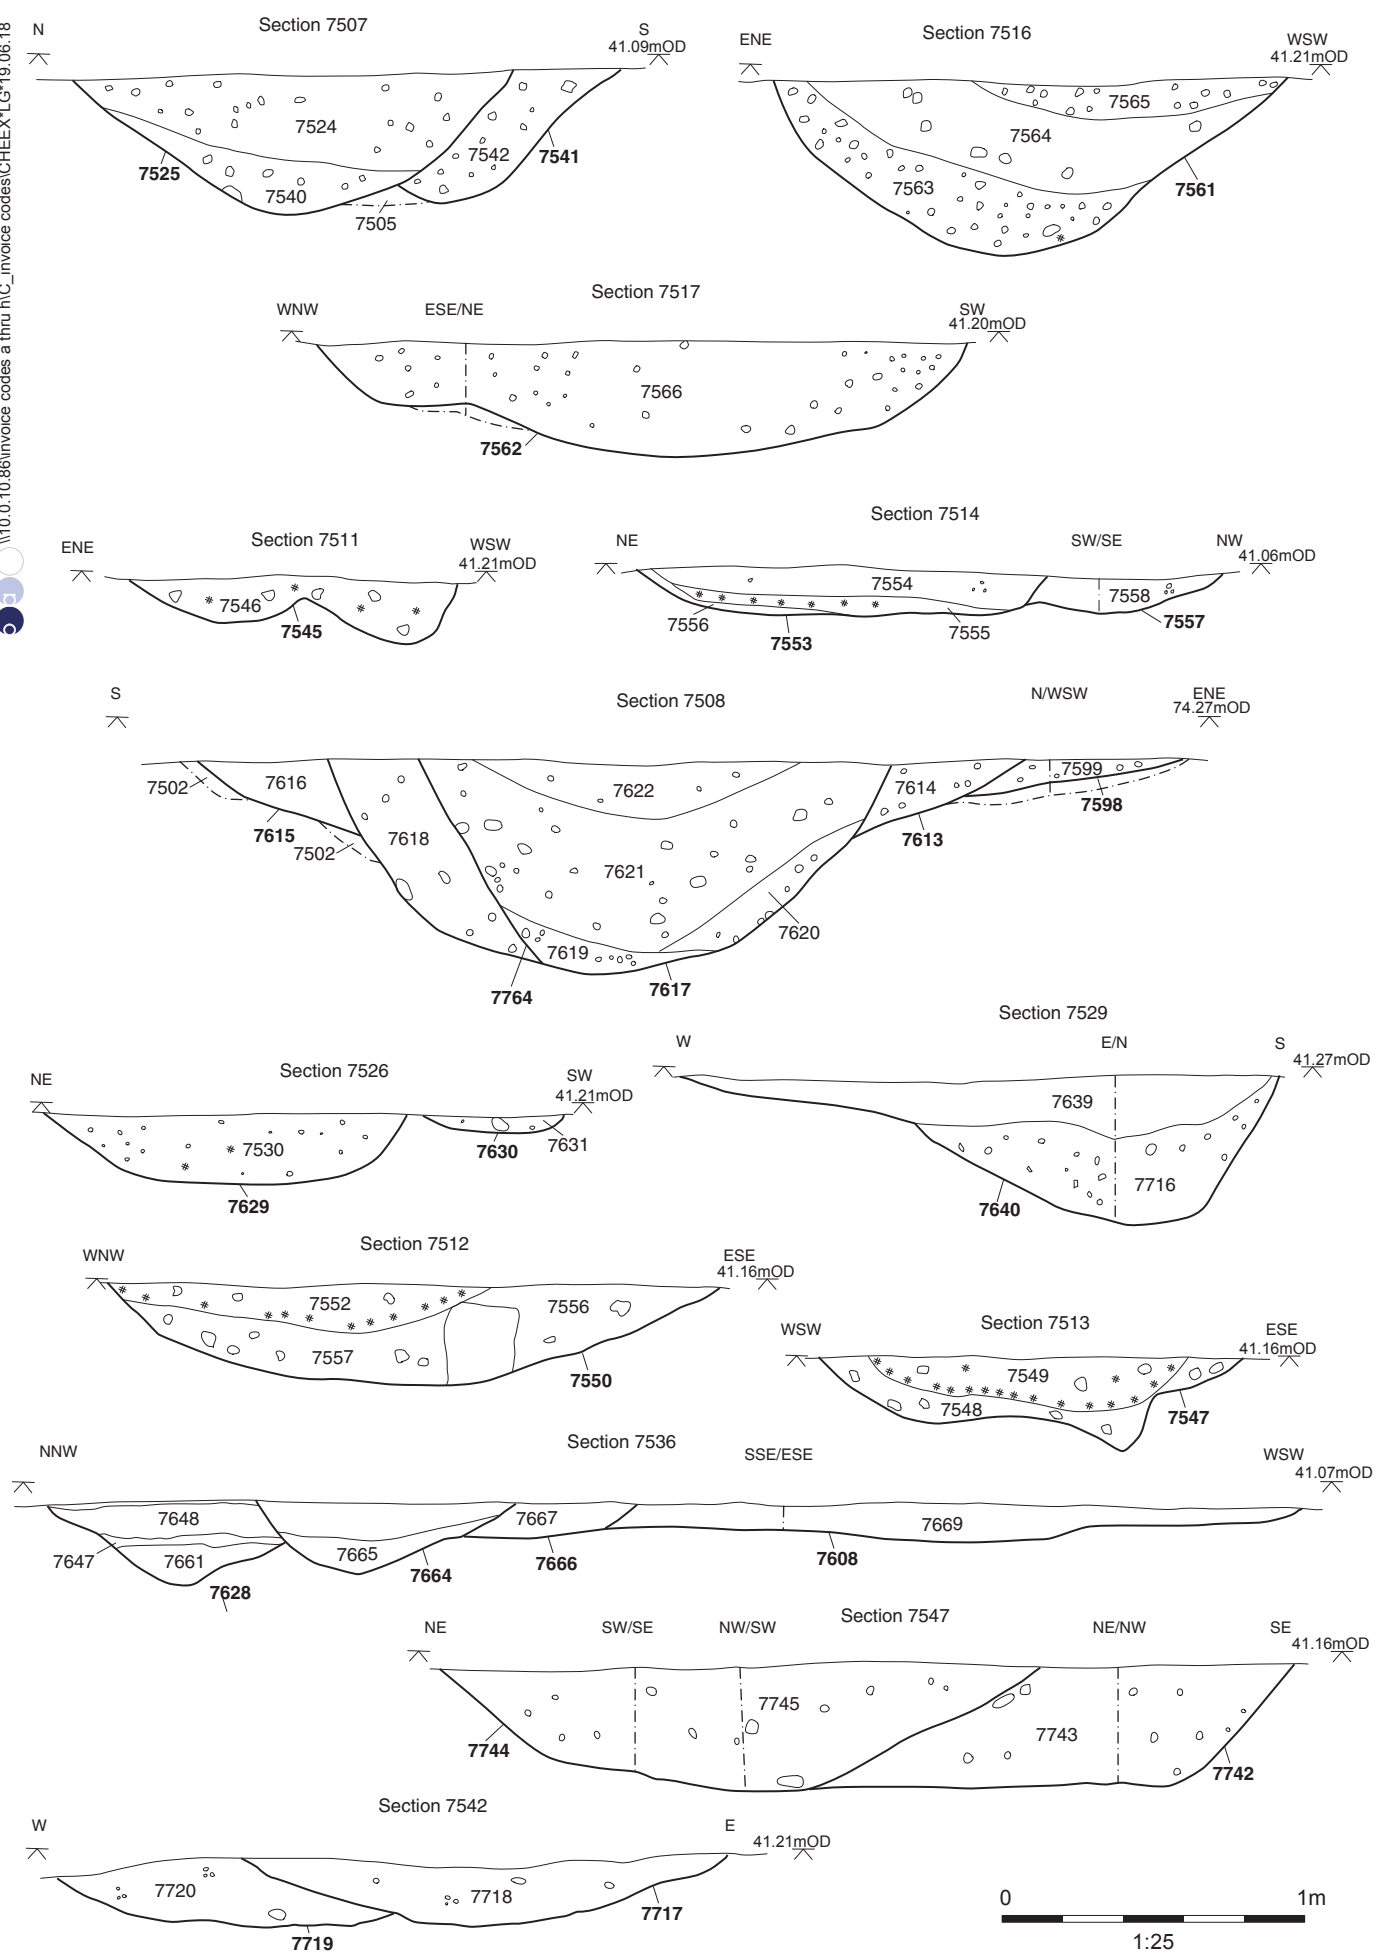 \\10.0.10.86\invoice codes a thru h\C_invoice codes\CHEEX*LG*19.06.18
Section 7507
N
S
41.09mOD
7524
7525
7540
7542
7541
7505
Section 7516
ENE
WSW
41.21mOD
7565
7564
7563
7561
Section 7517
WNW
ESE/NE
SW
41.20mOD
7566
7562
Section 7511
ENE
WSW
41.21mOD
7546
7545
Section 7514
NE
SW/SE
NW
41.06mOD
7554
7558
7556
7555
7557
7553
Section 7508
S
N/WSW
ENE
74.27mOD
7502
7616
7622
7614
7599
7598
7615
7502
7618
7613
7621
7620
7619
7764
7617
Section 7529
W
E/N
S
41.27mOD
7639
7716
7640
Section 7526
NE
SW
41.21mOD
7530
7630
7631
7629
Section 7512
WNW
ESE
41.16mOD
7552
7556
7557
7550
Section 7513
WSW
ESE
41.16mOD
7549
7548
7547
Section 7536
NNW
SSE/ESE
WSW
41.07mOD
7648
7667
7669
7647
7661
7665
7664
7666
7608
7628
Section 7547
NE
SW/SE
NW/SW
NE/NW
SE
41.16mOD
7745
7743
7744
7742
Section 7542
W
E
41.21mOD
7720
7718
7717
7719
0 1m
1:25